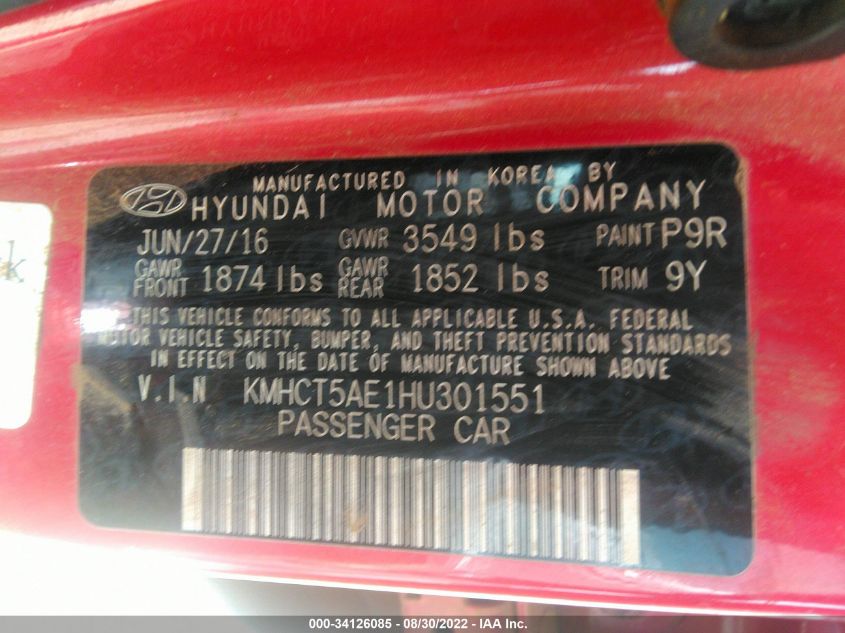 MANUFACTURED IN KOREA BY
HYUNDAI MOTOR COMPANY
JUN/27/16 GVWR 3549 lbs PAINT P9R
GAWR FRONT 1874 lbs GAWR REAR 1852 lbs TRIM 9Y
THIS VEHICLE CONFORMS TO ALL APPLICABLE U.S.A. FEDERAL
MOTOR VEHICLE SAFETY, BUMPER, AND THEFT PREVENTION STANDARDS
IN EFFECT ON THE DATE OF MANUFACTURE SHOWN ABOVE
V.I.N KMHCT5AE1HU301551
PASSENGER CAR
000-34126085 - 08/30/2022 - IAA Inc.